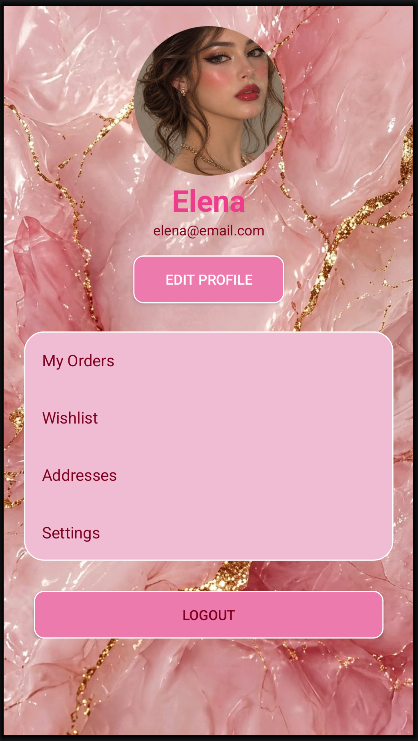 Elena
elena@email.com
EDIT PROFILE
My Orders
Wishlist
Addresses
Settings
LOGOUT